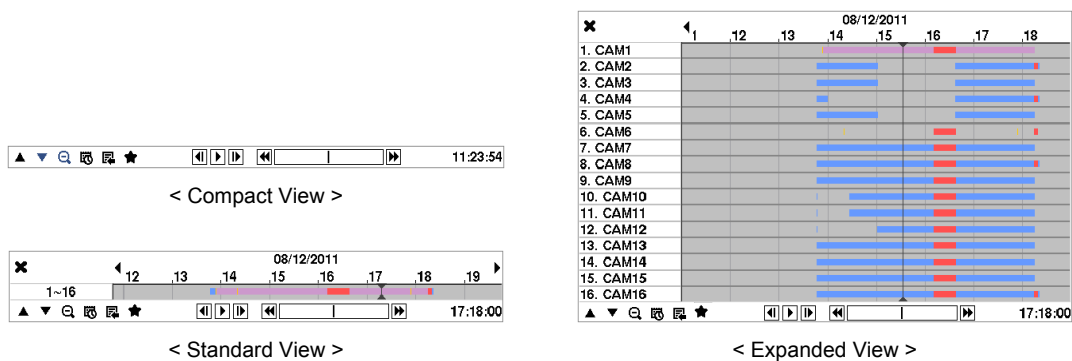 11:23:54
< Compact View >
08/12/2011
12 13 14 15 16 17 18 19
1~16
17:18:00
< Standard View >
08/12/2011
1 12 13 14 15 16 17 18
1. CAM1
2. CAM2
3. CAM3
4. CAM4
5. CAM5
6. CAM6
7. CAM7
8. CAM8
9. CAM9
10. CAM10
11. CAM11
12. CAM12
13. CAM13
14. CAM14
15. CAM15
16. CAM16
17:18:00
< Expanded View >